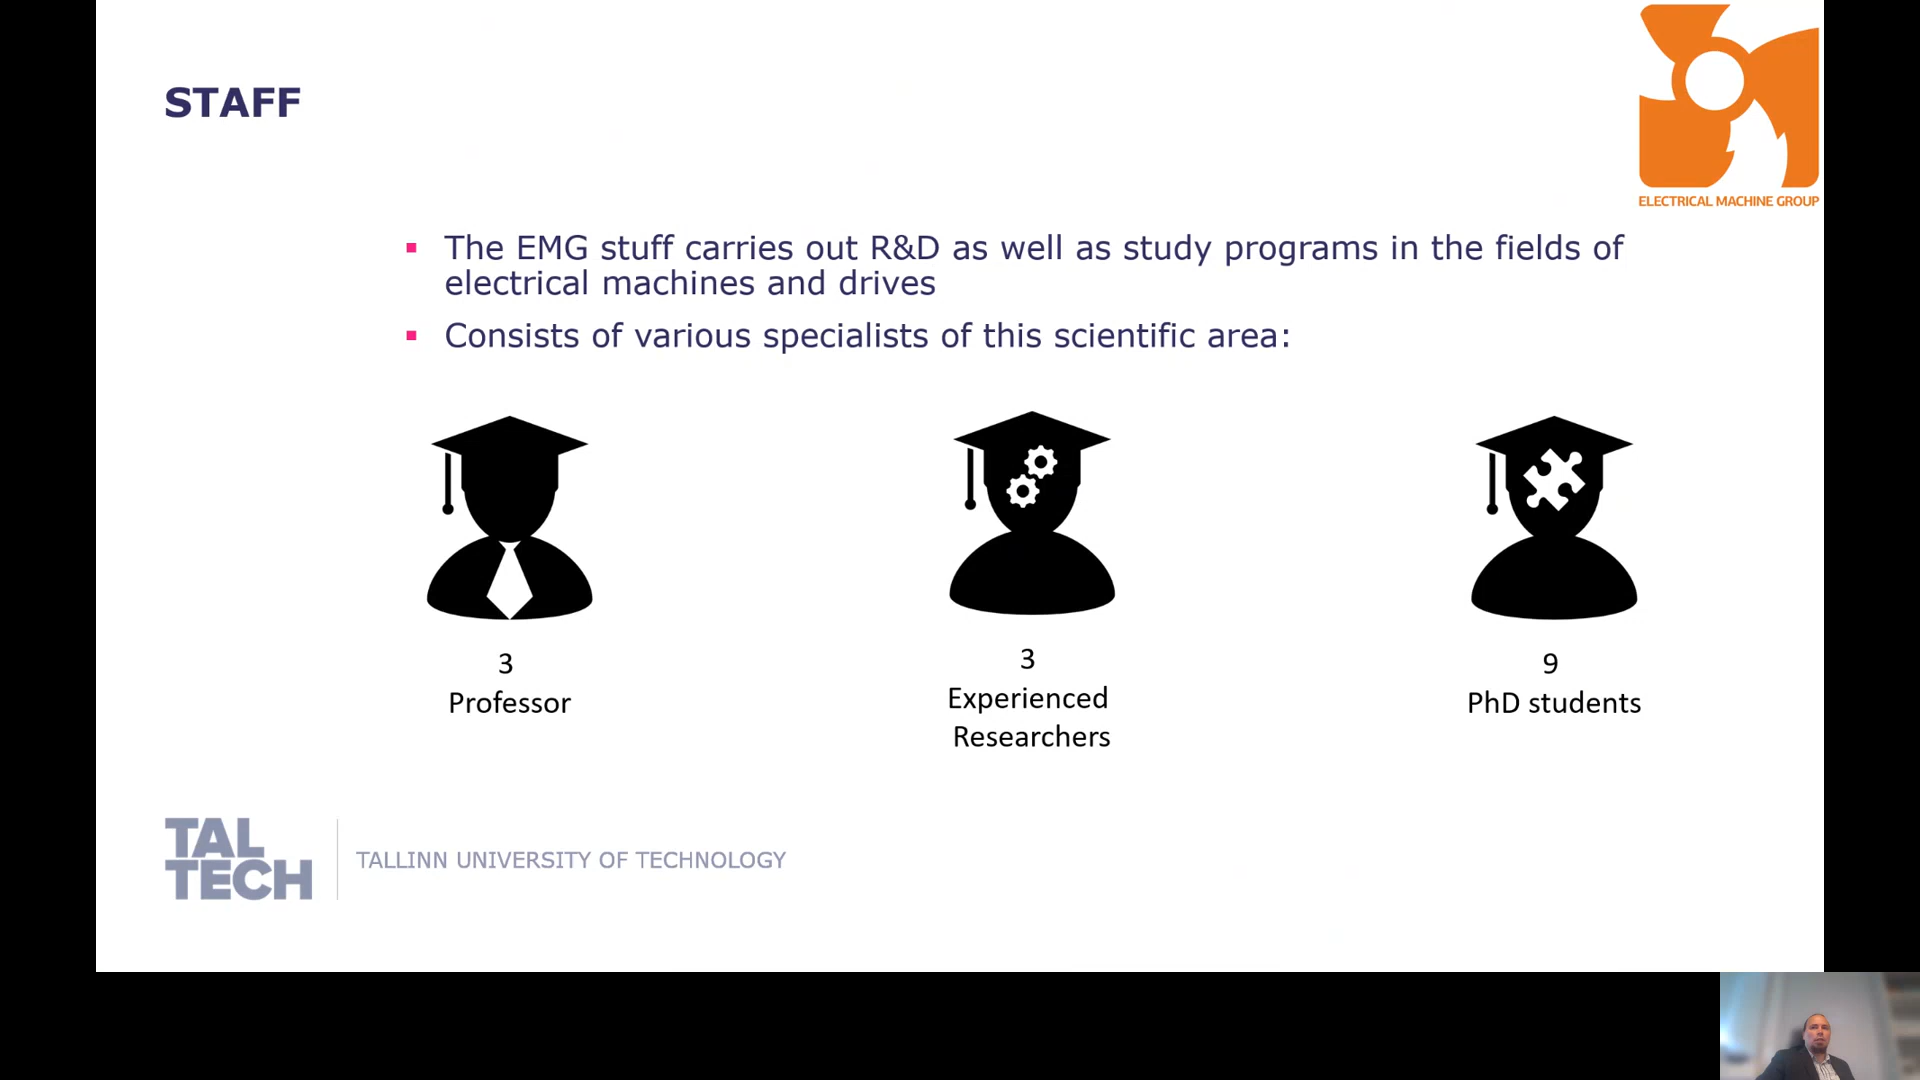 STAFF
ELECTRICAL MACHINE GROUP
The EMG stuff carries out R&D as well as study programs in the fields of
electrical machines and drives
Consists of various specialists of this scientific area:
3
Professor
3
Experienced
Researchers
9
PhD students
TAL
TECH
TALLINN UNIVERSITY OF TECHNOLOGY